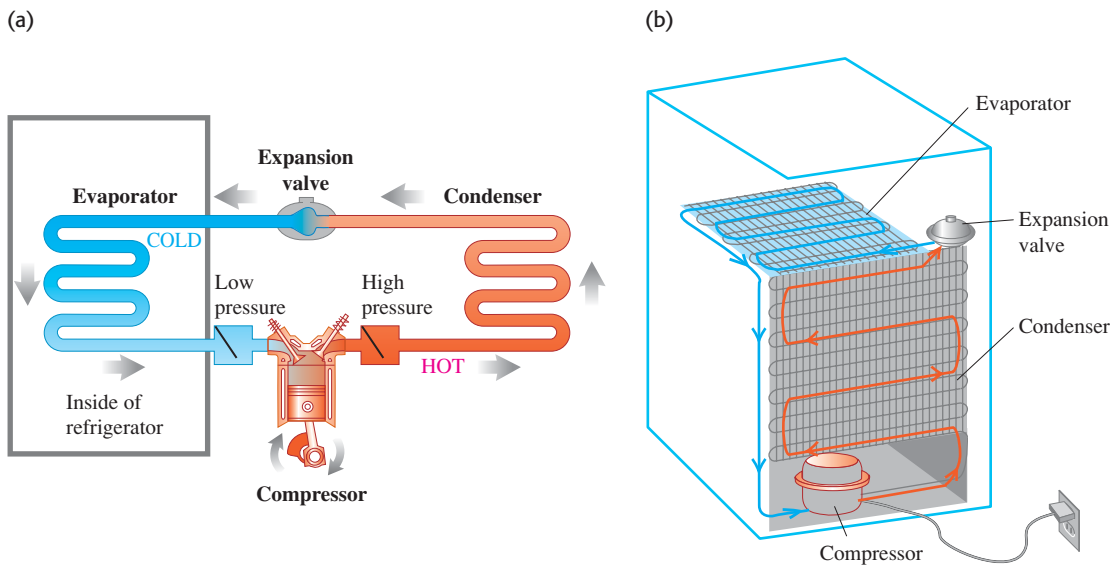 (a)
Expansion
valve
Evaporator
Condenser
COLD
Low
pressure
High
pressure
HOT
Inside of
refrigerator
Compressor
(b)
Evaporator
Expansion
valve
Condenser
Compressor